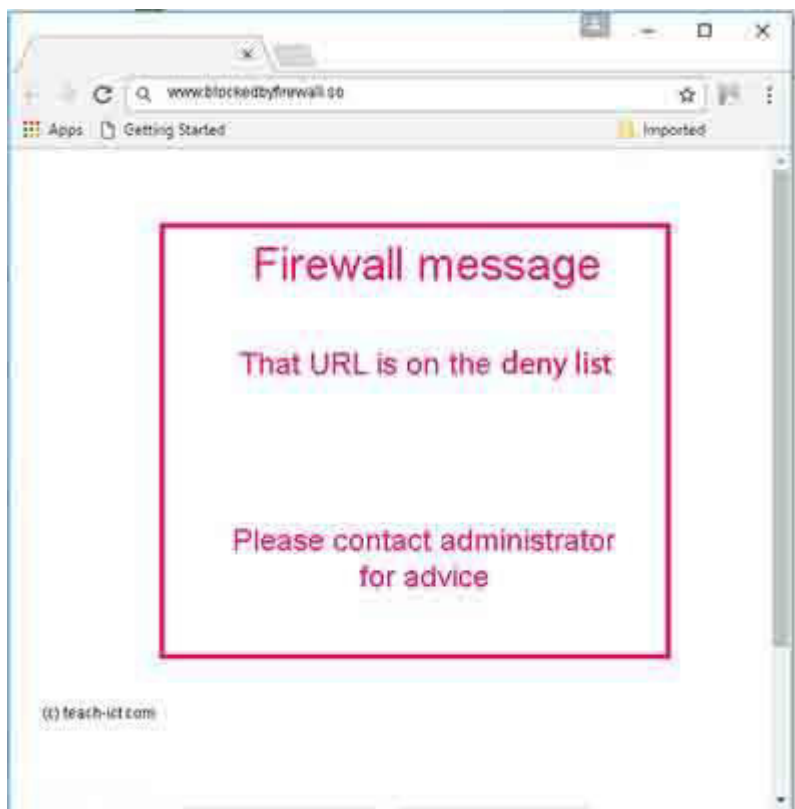 www.blockedbyfirewall.so
Apps Getting Started Imported
Firewall message
That URL is on the deny list
Please contact administrator
for advice
(c) teach-ict.com